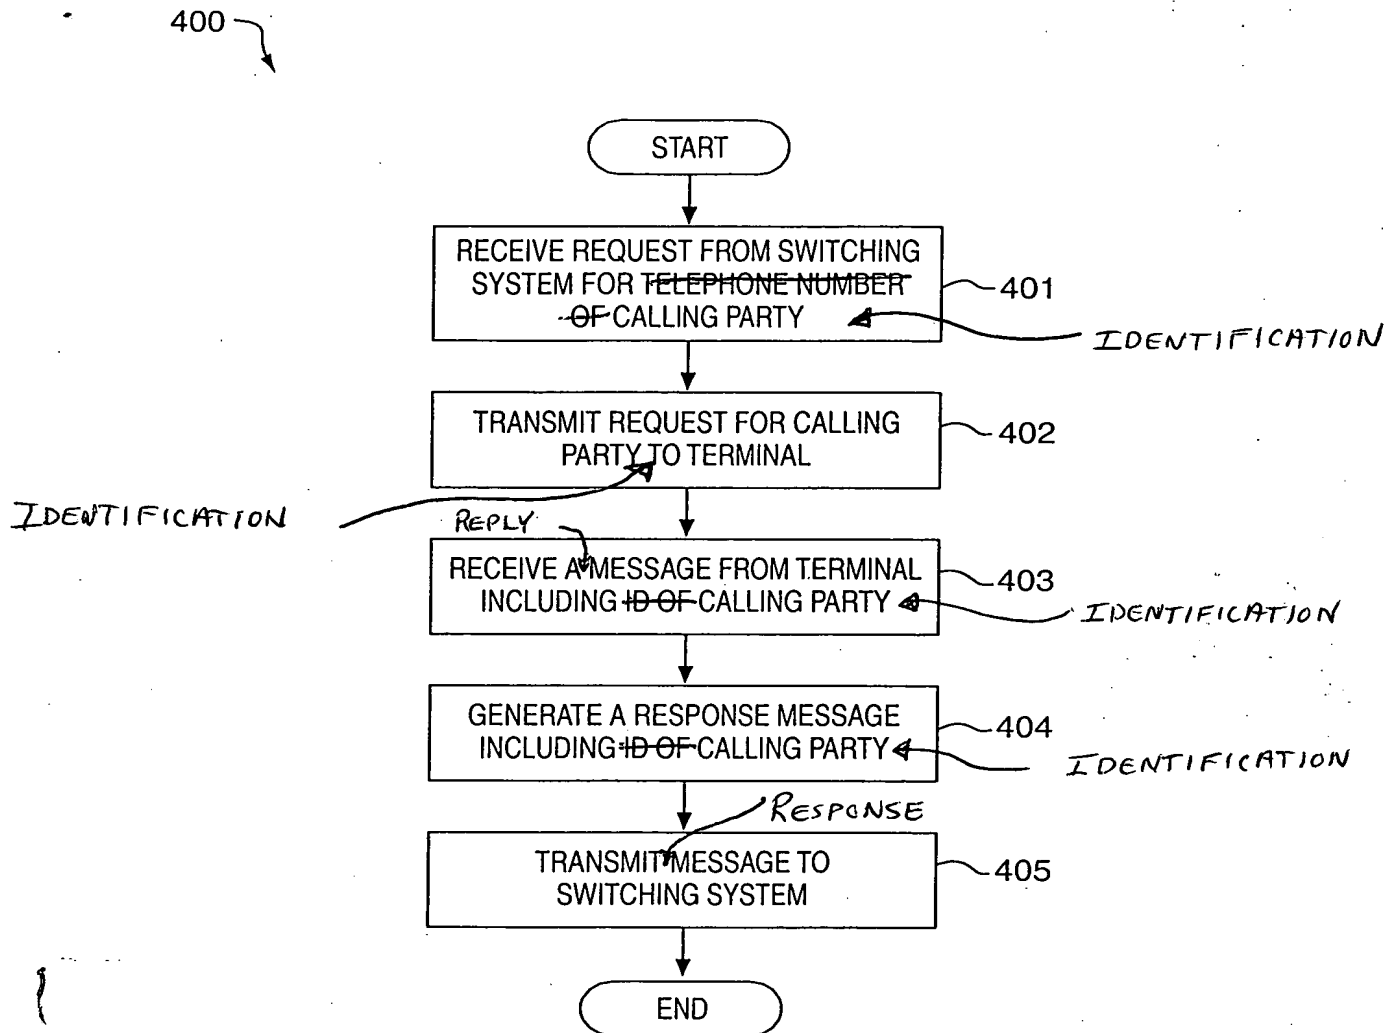 400
START
RECEIVE REQUEST FROM SWITCHING
SYSTEM FOR TELEPHONE NUMBER
OF CALLING PARTY
401
IDENTIFICATION
TRANSMIT REQUEST FOR CALLING
PARTY TO TERMINAL
402
IDENTIFICATION
REPLY
RECEIVE A MESSAGE FROM TERMINAL
INCLUDING ID OF CALLING PARTY
403
IDENTIFICATION
GENERATE A RESPONSE MESSAGE
INCLUDING ID OF CALLING PARTY
404
IDENTIFICATION
RESPONSE
TRANSMIT MESSAGE TO
SWITCHING SYSTEM
405
END